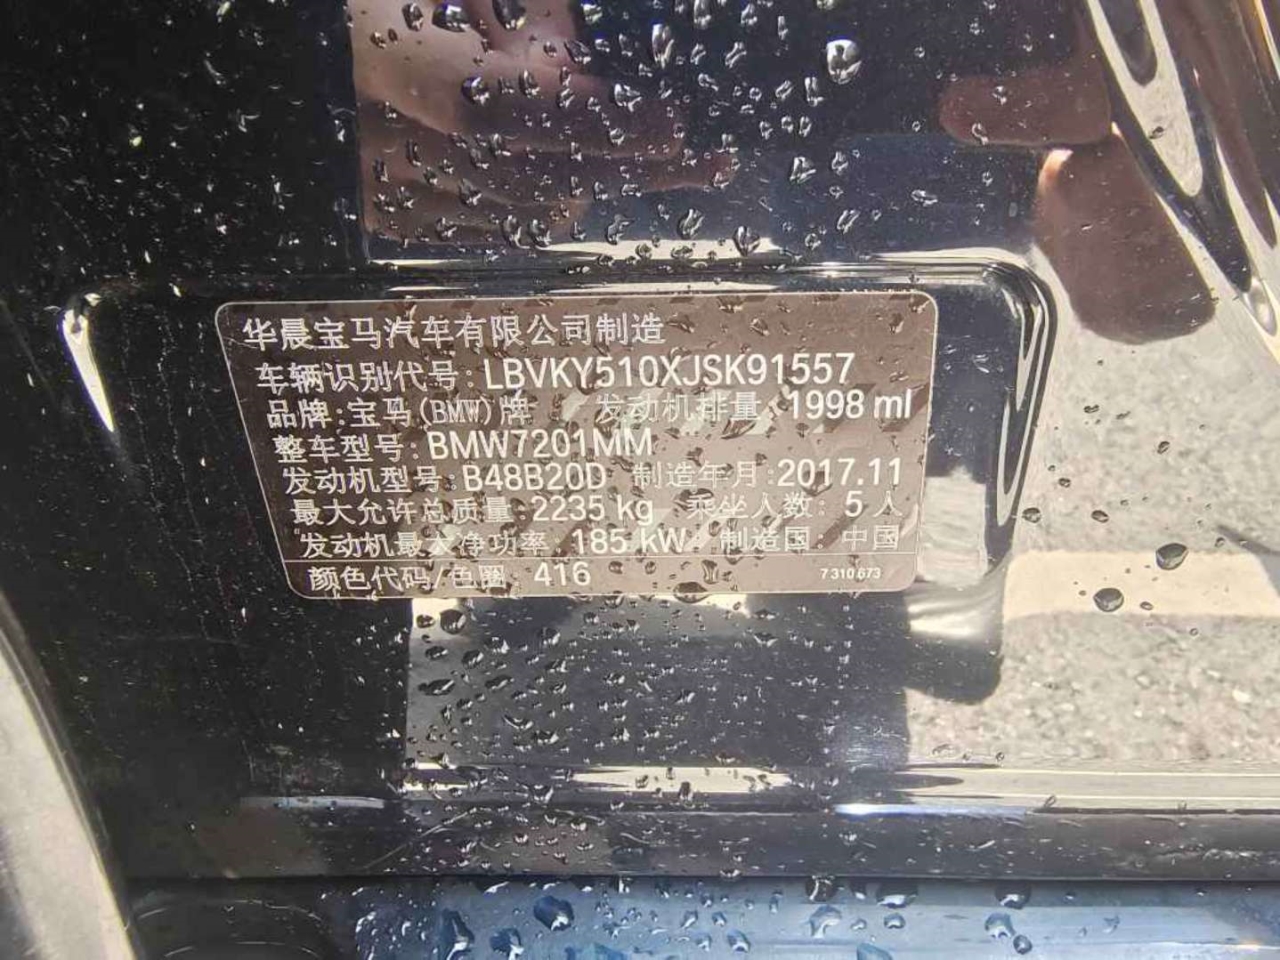 华晨宝马汽车有限公司制造
车辆识别代号:LBVKY510XJSK91557
品牌:宝马(BMW)牌 发动机排量:1998 ml
整车型号:BMW7201MM
发动机型号:B48B20D 制造年月:2017.11
最大允许总质量:2235 kg 乘坐人数:5人
发动机最大净功率:185 kW 制造国:中国
颜色代码/色圈:416 7 310 673